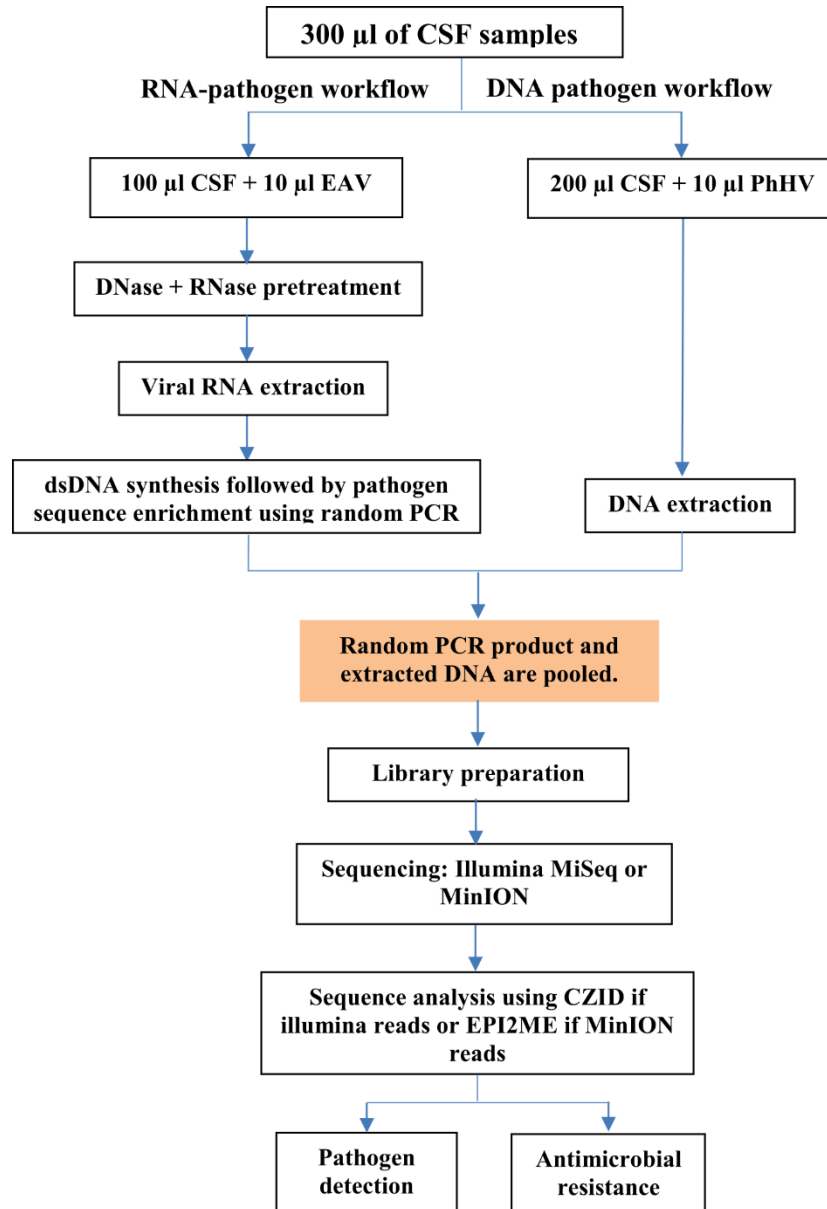 300 µl of CSF samples
RNA-pathogen workflow
DNA pathogen workflow
100 µl CSF + 10 µl EAV
200 µl CSF + 10 µl PhHV
DNase + RNase pretreatment
Viral RNA extraction
dsDNA synthesis followed by pathogen
sequence enrichment using random PCR
DNA extraction
Random PCR product and
extracted DNA are pooled.
Library preparation
Sequencing: Illumina MiSeq or
MinION
Sequence analysis using CZID if
illumina reads or EPI2ME if MinION
reads
Pathogen
detection
Antimicrobial
resistance